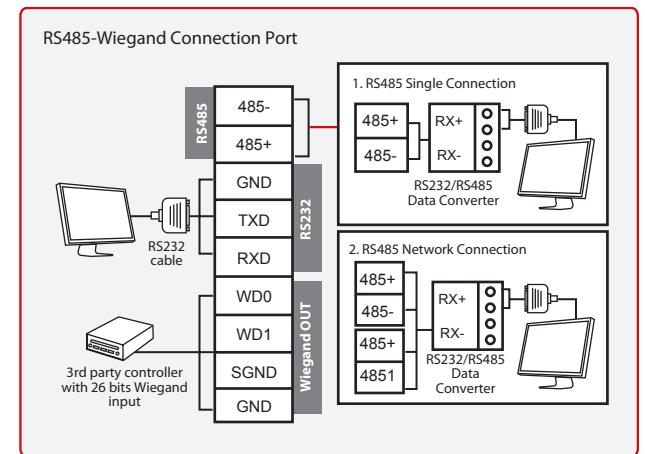 RS485-Wiegand Connection Port
RS485
485-
485+
GND
TXD
RXD
RS232
WD0
WD1
SGND
GND
Wiegand OUT
RS232
cable
3rd party controller
with 26 bits Wiegand
input
1. RS485 Single Connection
485+
485-
RX+
RX-
RS232/RS485
Data Converter
2. RS485 Network Connection
485+
485-
485+
4851
RX+
RX-
RS232/RS485
Data
Converter